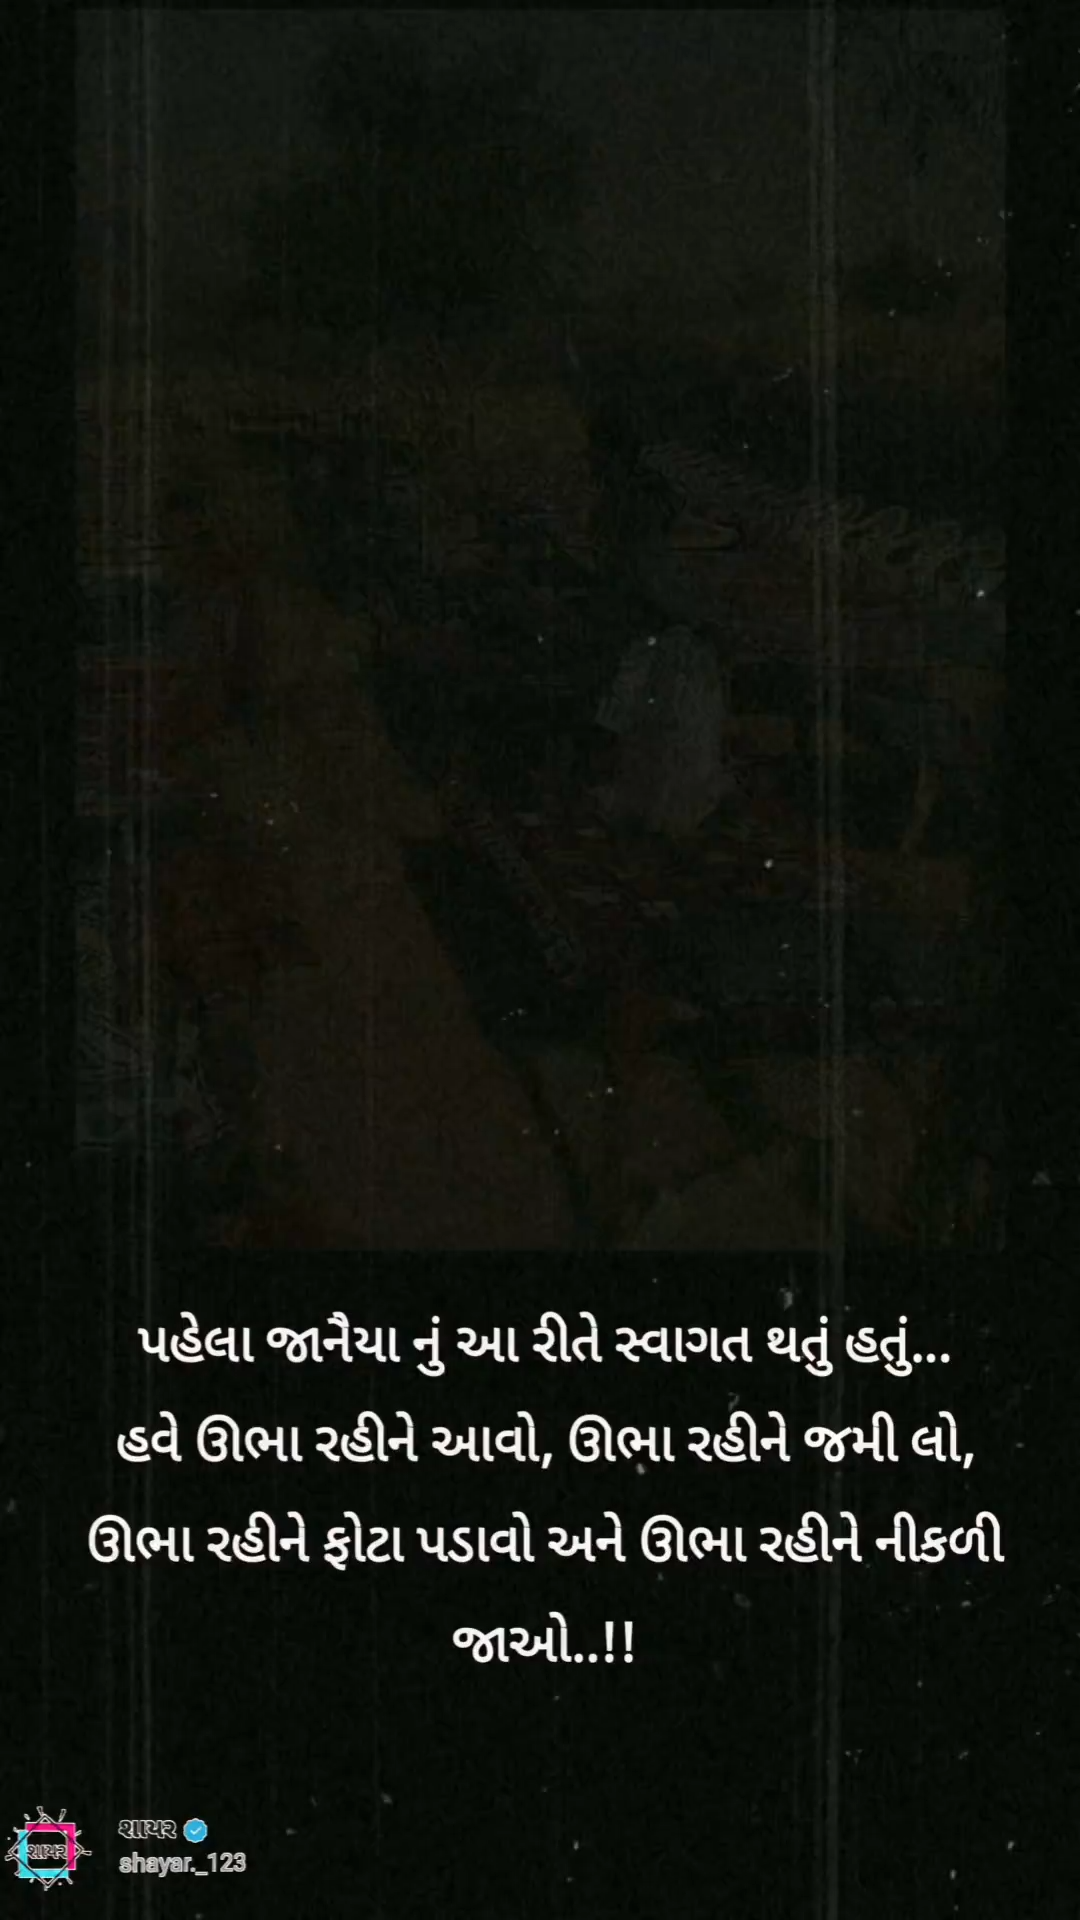 પહેલા જાનૈયા નું આ રીતે સ્વાગત થતું હતું...
હવે ઊભા રહીને આવો, ઊભા રહીને જમી લો,
ઊભા રહીને ફોટા પડાવો અને ઊભા રહીને નીકળી
જાઓ..!!
શાયર
શાયર
shayar._123